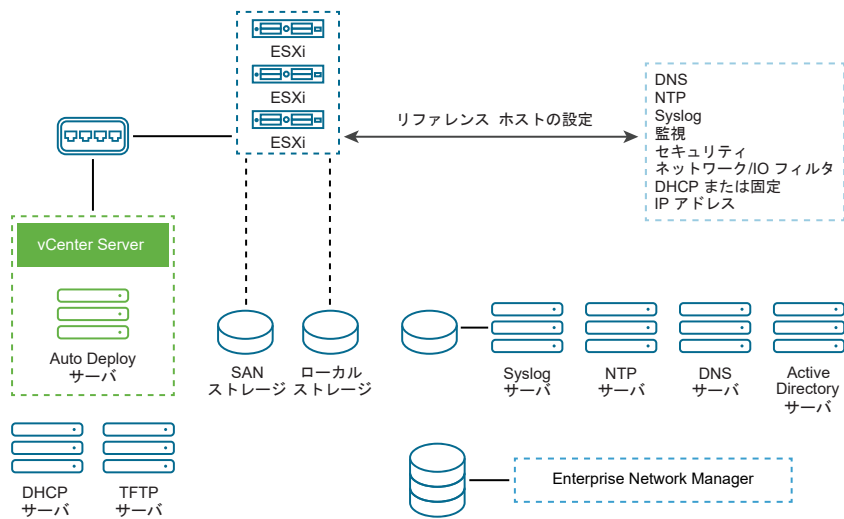 ESXi
ESXi
ESXi
リファレンス ホストの設定
DNS
NTP
Syslog
監視
セキュリティ
ネットワーク/IO フィルタ
DHCP または固定
IP アドレス
vCenter Server
Auto Deploy
サーバ
SAN
ストレージ
ローカル
ストレージ
Syslog
サーバ
NTP
サーバ
DNS
サーバ
Active
Directory
サーバ
DHCP
サーバ
TFTP
サーバ
Enterprise Network Manager